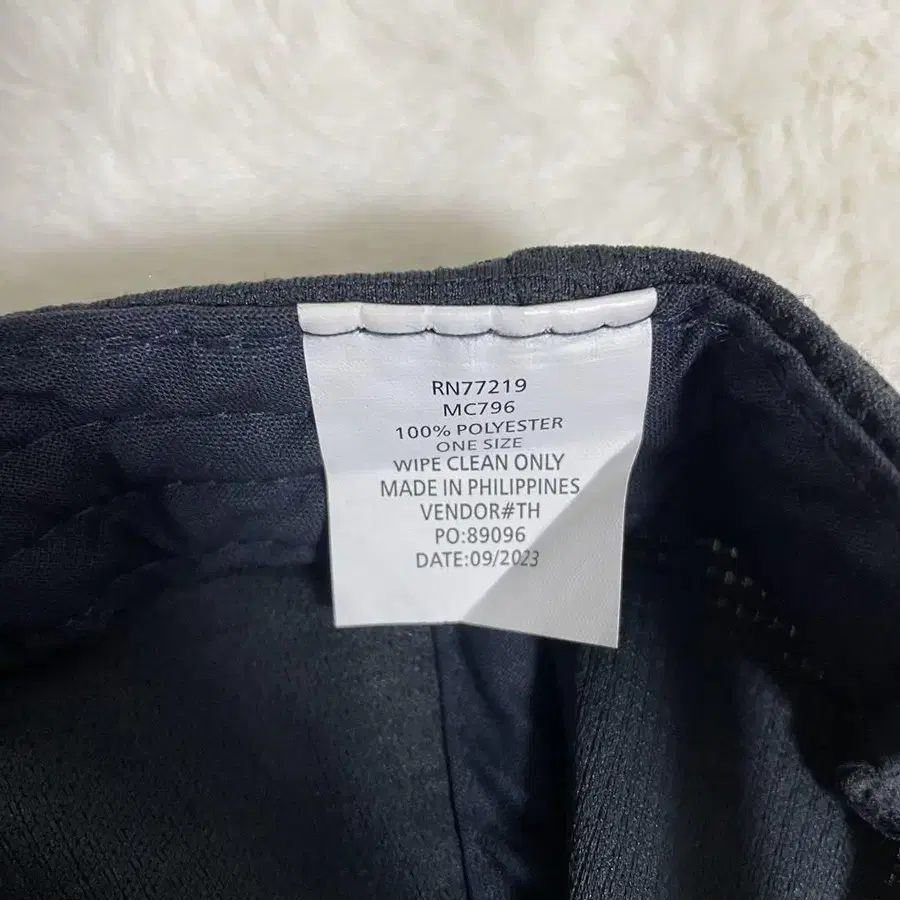 RN77219
MC796
100% POLYESTER
ONE SIZE
WIPE CLEAN ONLY
MADE IN PHILIPPINES
VENDOR#TH
PO:89096
DATE:09/2023